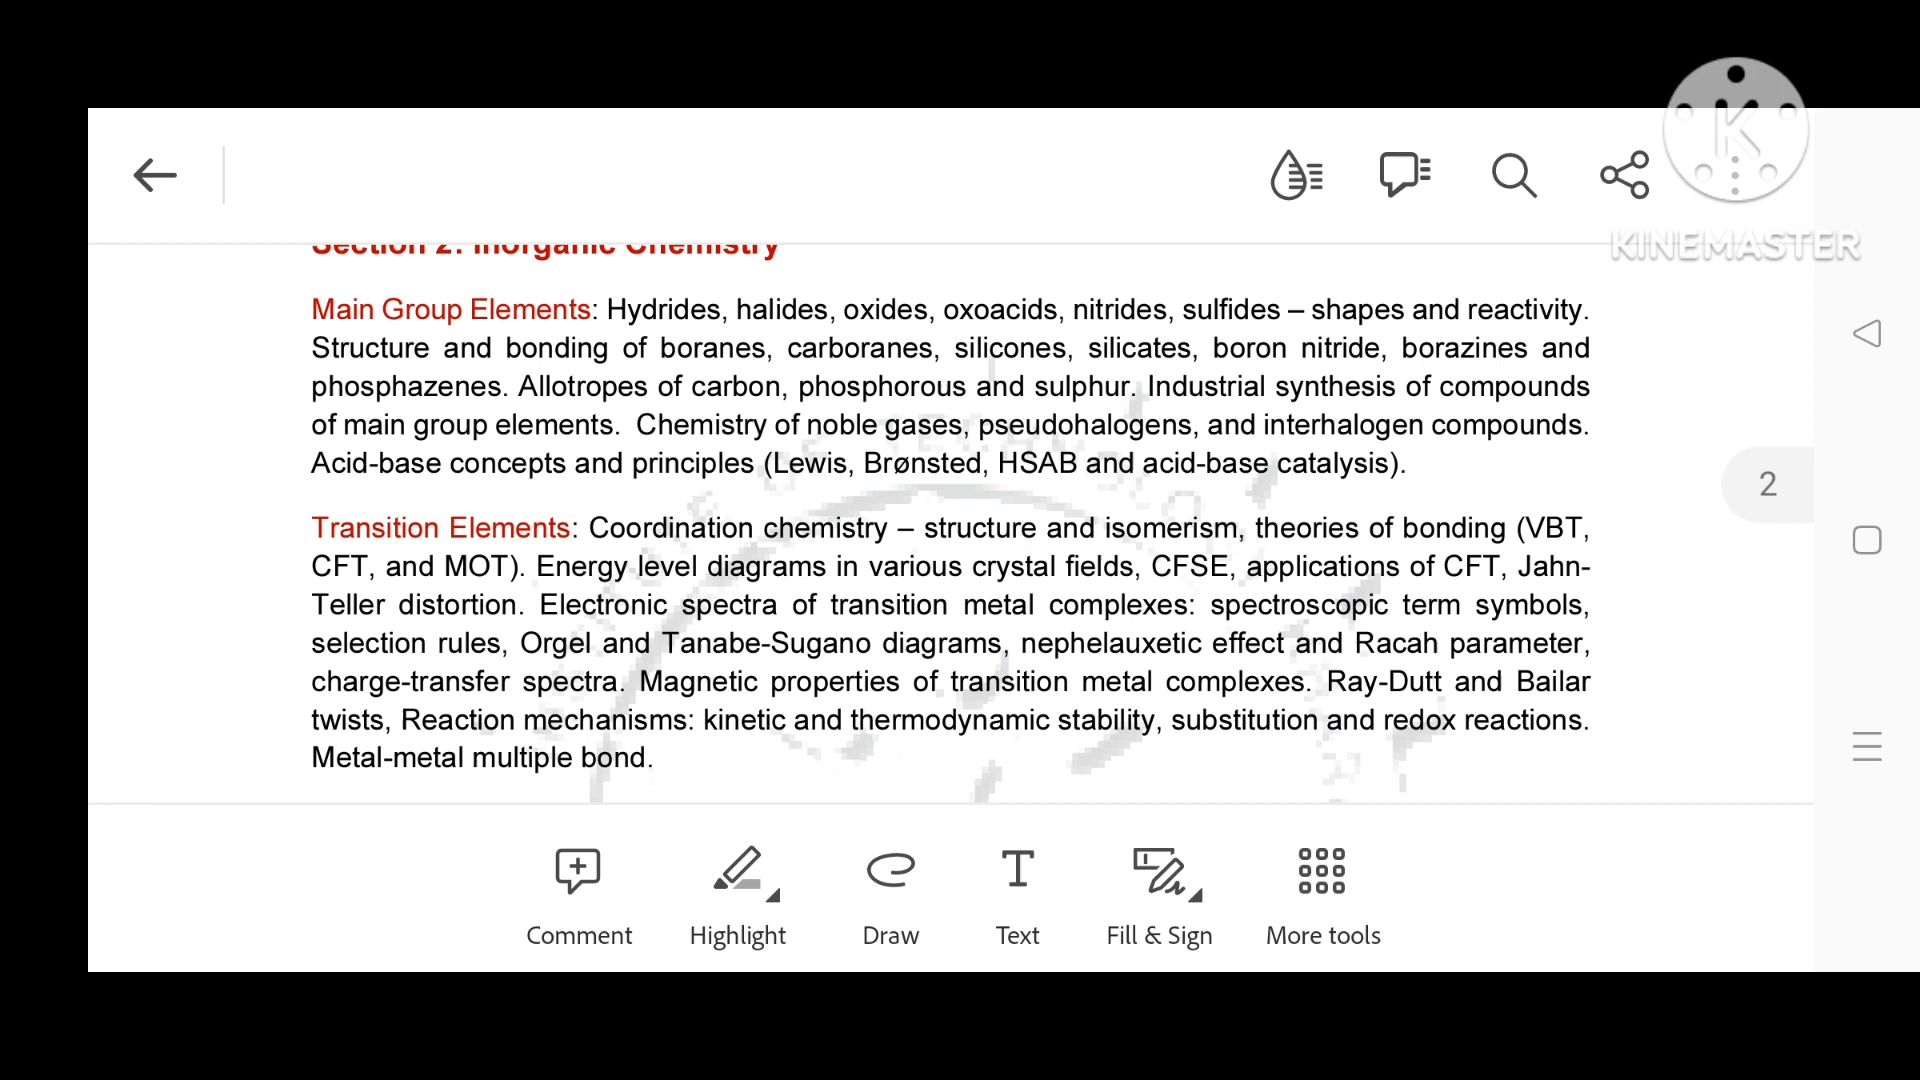 KINEMASTER
Section 2: Inorganic Chemistry
Main Group Elements: Hydrides, halides, oxides, oxoacids, nitrides, sulfides – shapes and reactivity.
Structure and bonding of boranes, carboranes, silicones, silicates, boron nitride, borazines and
phosphazenes. Allotropes of carbon, phosphorous and sulphur. Industrial synthesis of compounds
of main group elements.  Chemistry of noble gases, pseudohalogens, and interhalogen compounds.
Acid-base concepts and principles (Lewis, Brønsted, HSAB and acid-base catalysis).
2
Transition Elements: Coordination chemistry – structure and isomerism, theories of bonding (VBT,
CFT, and MOT). Energy level diagrams in various crystal fields, CFSE, applications of CFT, Jahn-
Teller distortion. Electronic spectra of transition metal complexes: spectroscopic term symbols,
selection rules, Orgel and Tanabe-Sugano diagrams, nephelauxetic effect and Racah parameter,
charge-transfer spectra. Magnetic properties of transition metal complexes. Ray-Dutt and Bailar
twists, Reaction mechanisms: kinetic and thermodynamic stability, substitution and redox reactions.
Metal-metal multiple bond.
Comment Highlight Draw Text Fill & Sign More tools